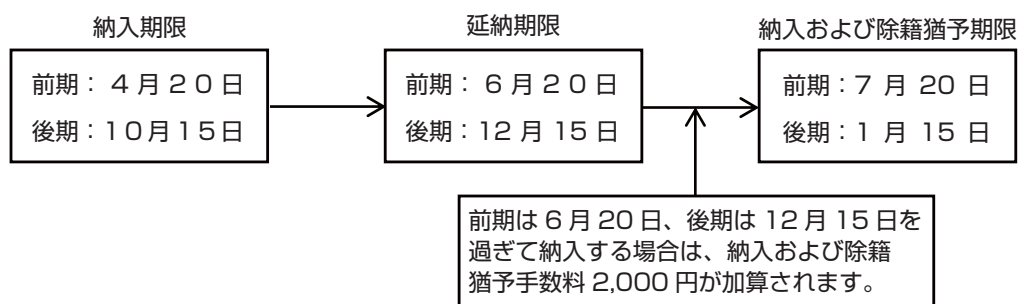 納入期限
前期：４月２０日
後期：１０月１５日
延納期限
前期：６月２０日
後期：12 月 15 日
納入および除籍猶予期限
前期：７ 月 20 日
後期：１ 月 15 日
前期は 6 月 20 日、後期は 12 月 15 日を
過ぎて納入する場合は、納入および除籍
猶予手数料 2,000 円が加算されます。